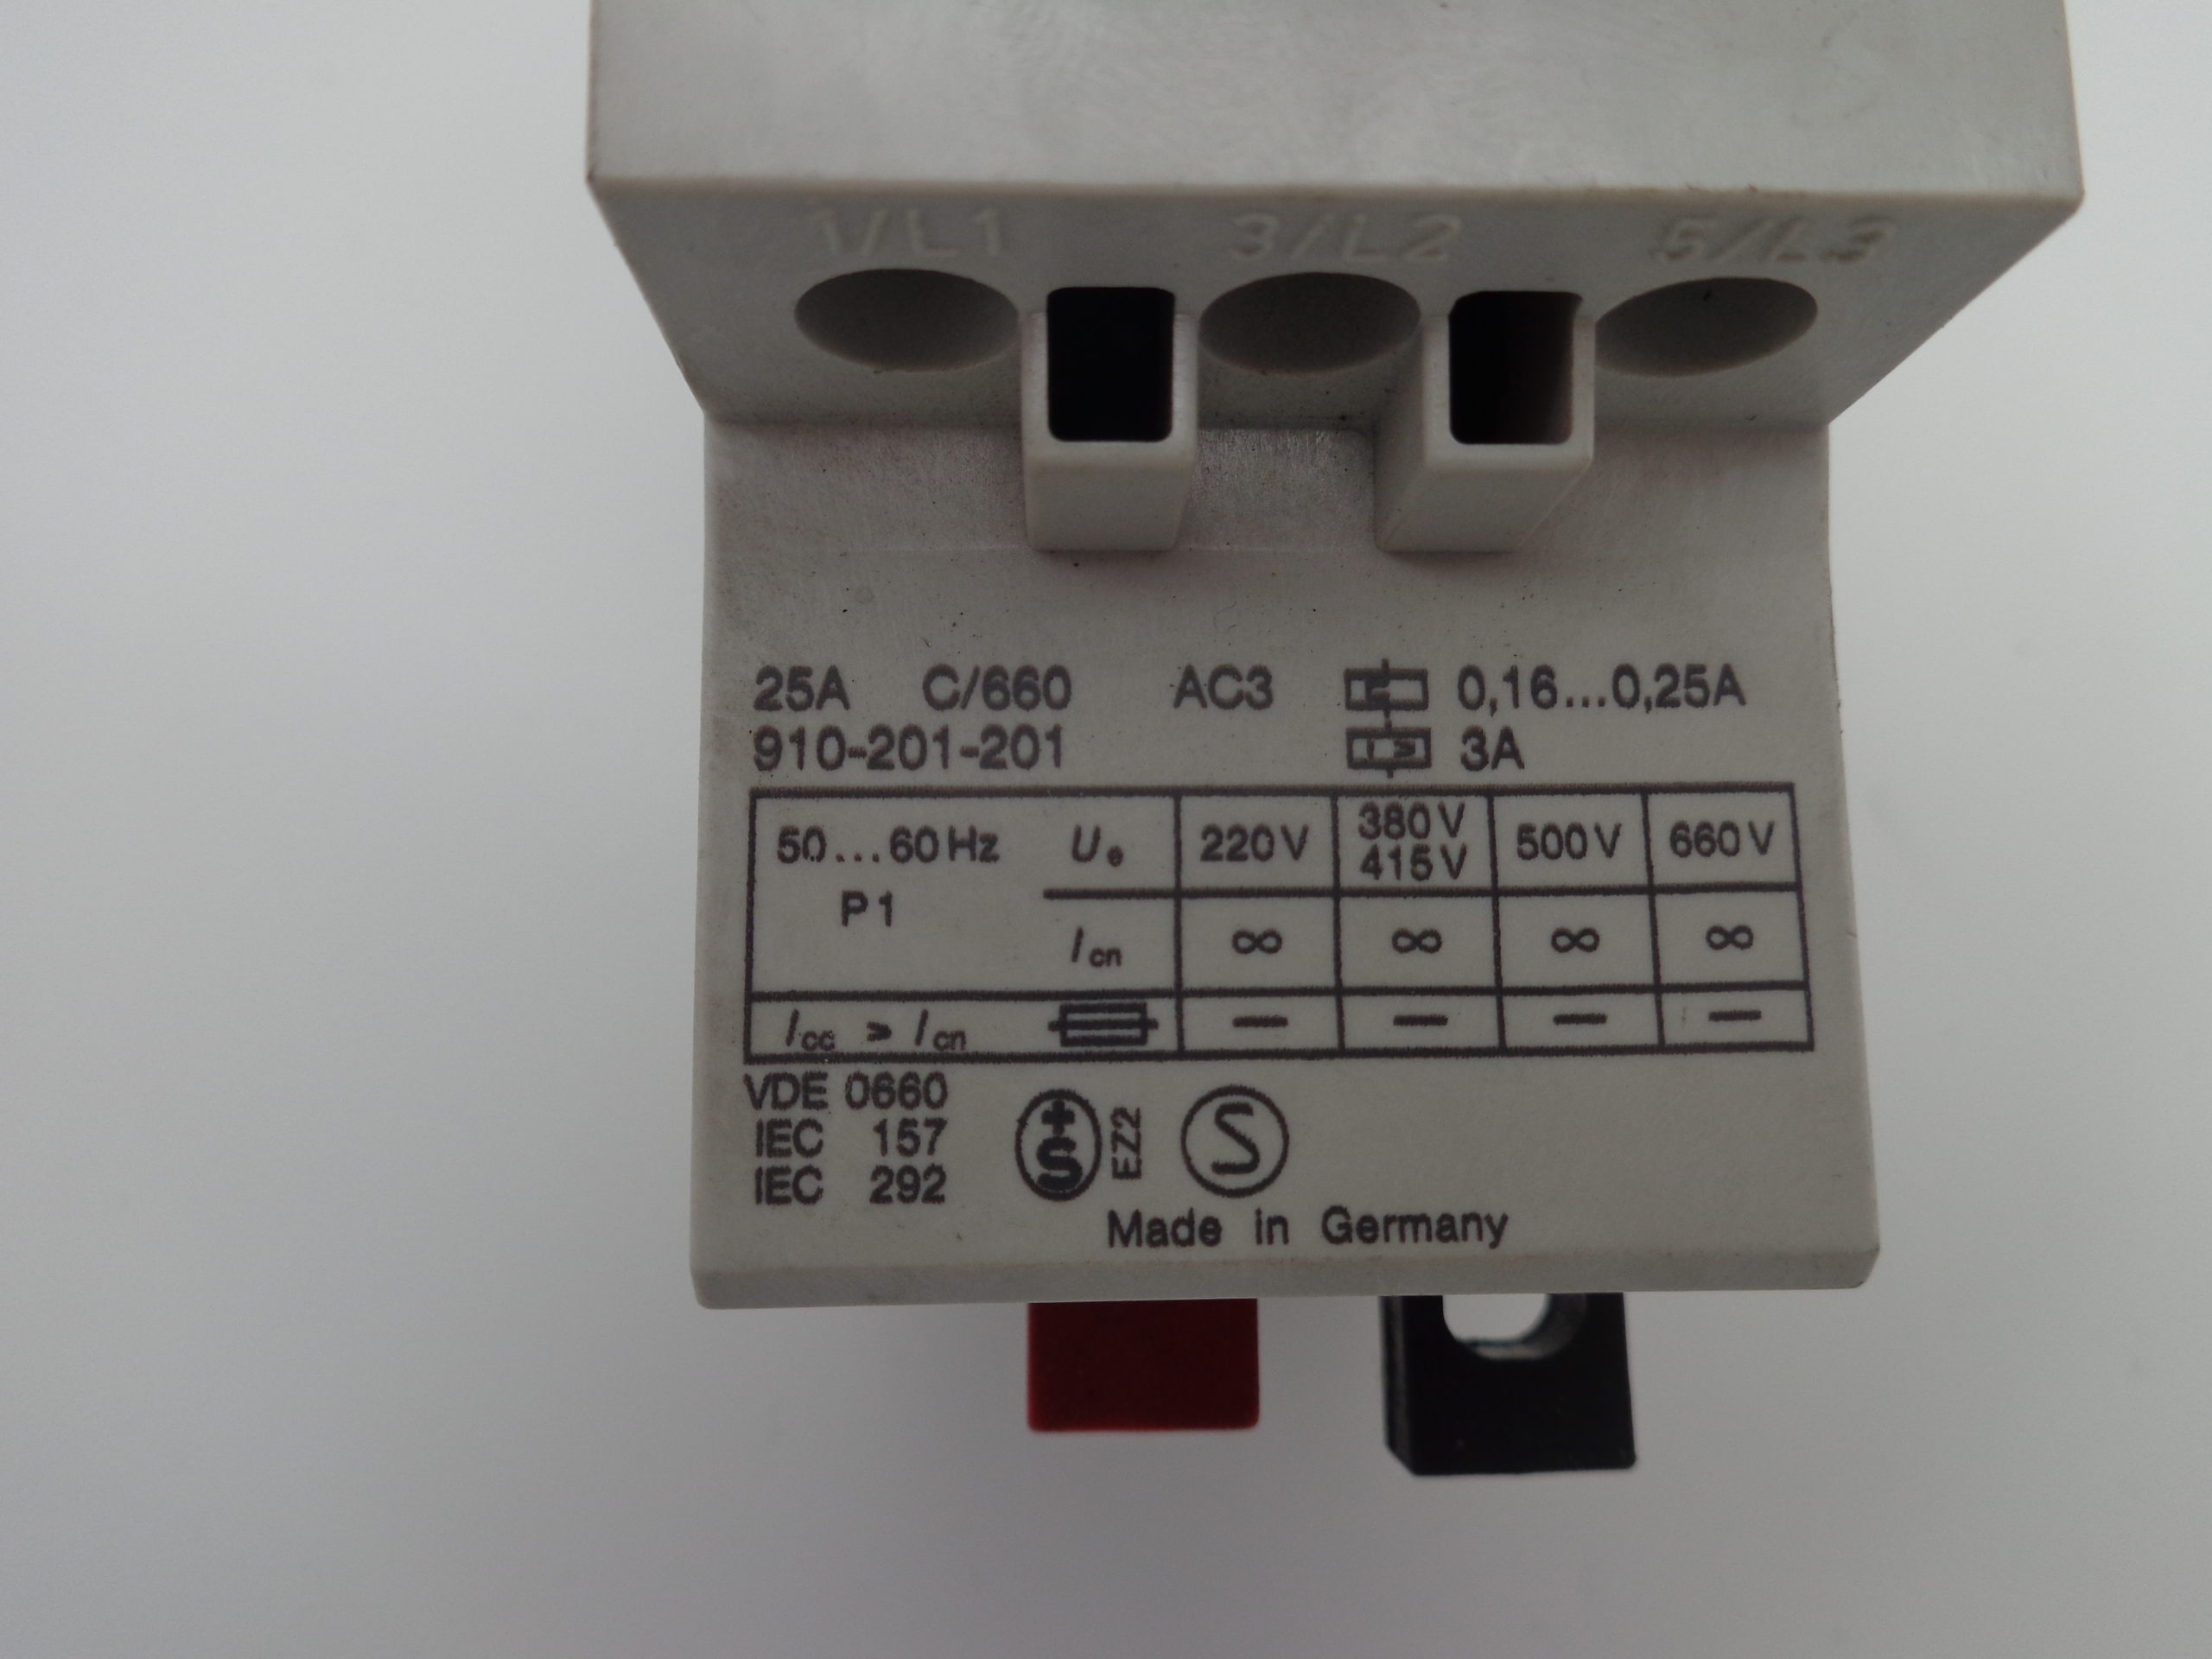 1/L1 3/L2 5/L3
25A C/660 AC3 0,16...0,25A
910-201-201 3A
50...60Hz Ue 220V 380V 415V 500V 660V
P1
Icn ∞ ∞ ∞ ∞
Icc > Icn — — — —
VDE 0660
IEC 157
IEC 292
+S EZ2 S
Made in Germany